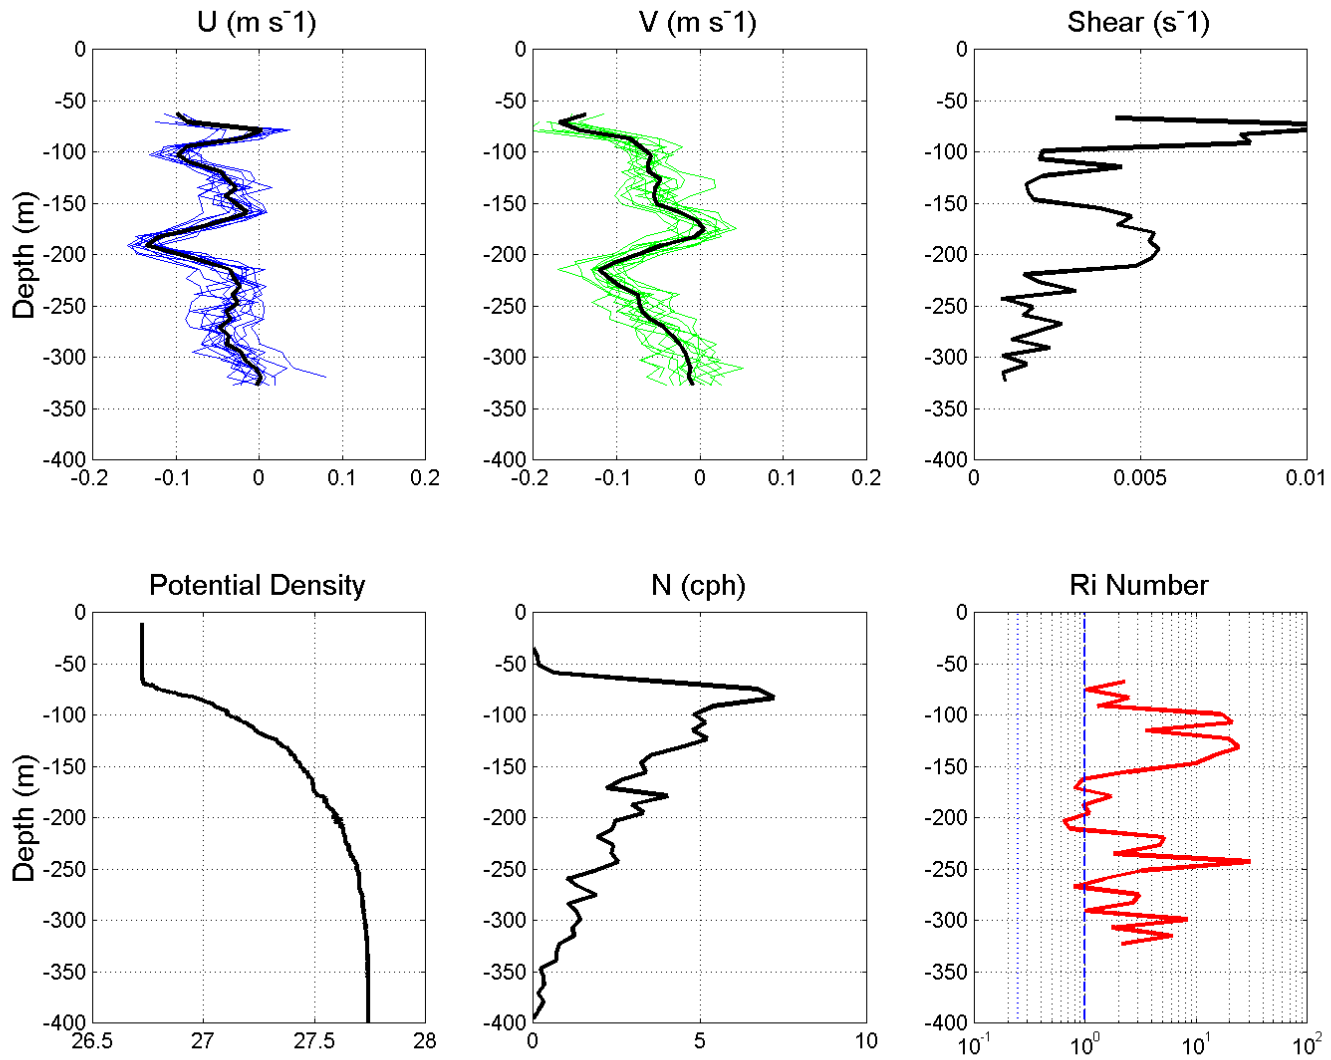 U (m s⁻1) V (m s⁻1) Shear (s⁻1)
0 0 0
-50 -50 -50
-100 -100 -100
-150 -150 -150
-200 -200 -200
-250 -250 -250
-300 -300 -300
-350 -350 -350
-400 -400 -400
Depth (m)
-0.2 -0.1 0 0.1 0.2 -0.2 -0.1 0 0.1 0.2 0 0.005 0.01
Potential Density N (cph) Ri Number
0 0 0
-50 -50 -50
-100 -100 -100
-150 -150 -150
-200 -200 -200
-250 -250 -250
-300 -300 -300
-350 -350 -350
-400 -400 -400
Depth (m)
26.5 27 27.5 28 0 5 10 10⁻¹ 10⁰ 10¹ 10²